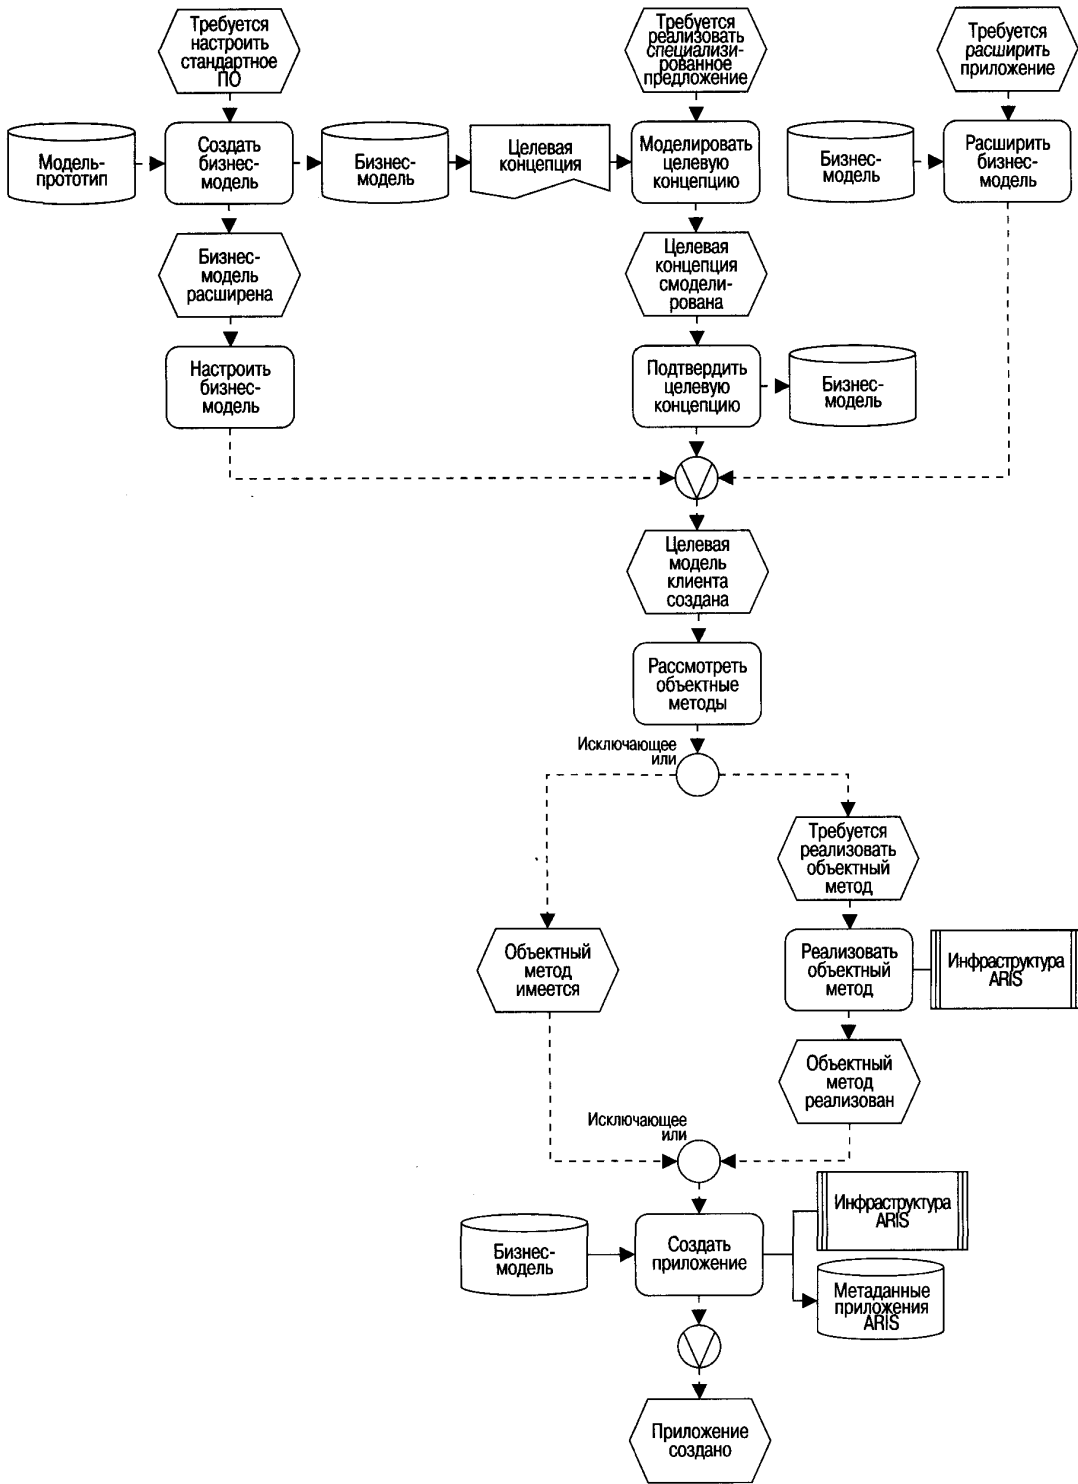 Требуется
настроить
стандартное
ПО
Требуется
реализовать
специализи-
рованное
предложение
Требуется
расширить
приложение
Модель-
прототип
Создать
бизнес-
модель
Бизнес-
модель
Целевая
концепция
Моделировать
целевую
концепцию
Бизнес-
модель
Расширить
бизнес-
модель
Бизнес-
модель
расширена
Целевая
концепция
смодели-
рована
Настроить
бизнес-
модель
Подтвердить
целевую
концепцию
Бизнес-
модель
Целевая
модель
клиента
создана
Рассмотреть
объектные
методы
Исключающее
или
Требуется
реализовать
объектный
метод
Объектный
метод
имеется
Реализовать
объектный
метод
Инфраструктура
ARIS
Объектный
метод
реализован
Исключающее
или
Бизнес-
модель
Создать
приложение
Инфраструктура
ARIS
Метаданные
приложения
ARIS
Приложение
создано